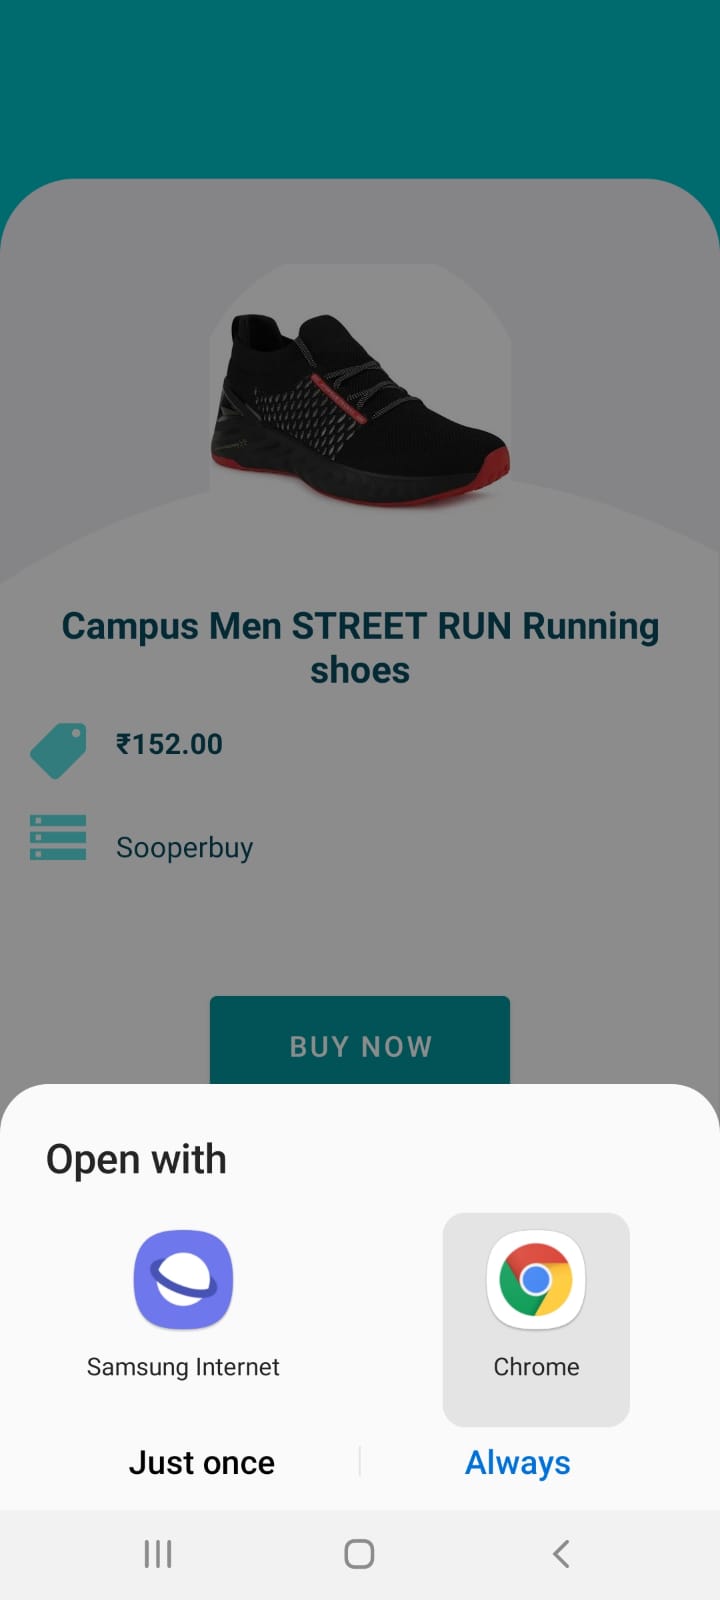 Campus Men STREET RUN Running
shoes
₹152.00
Sooperbuy
BUY NOW
Open with
Samsung Internet
Chrome
Just once
Always